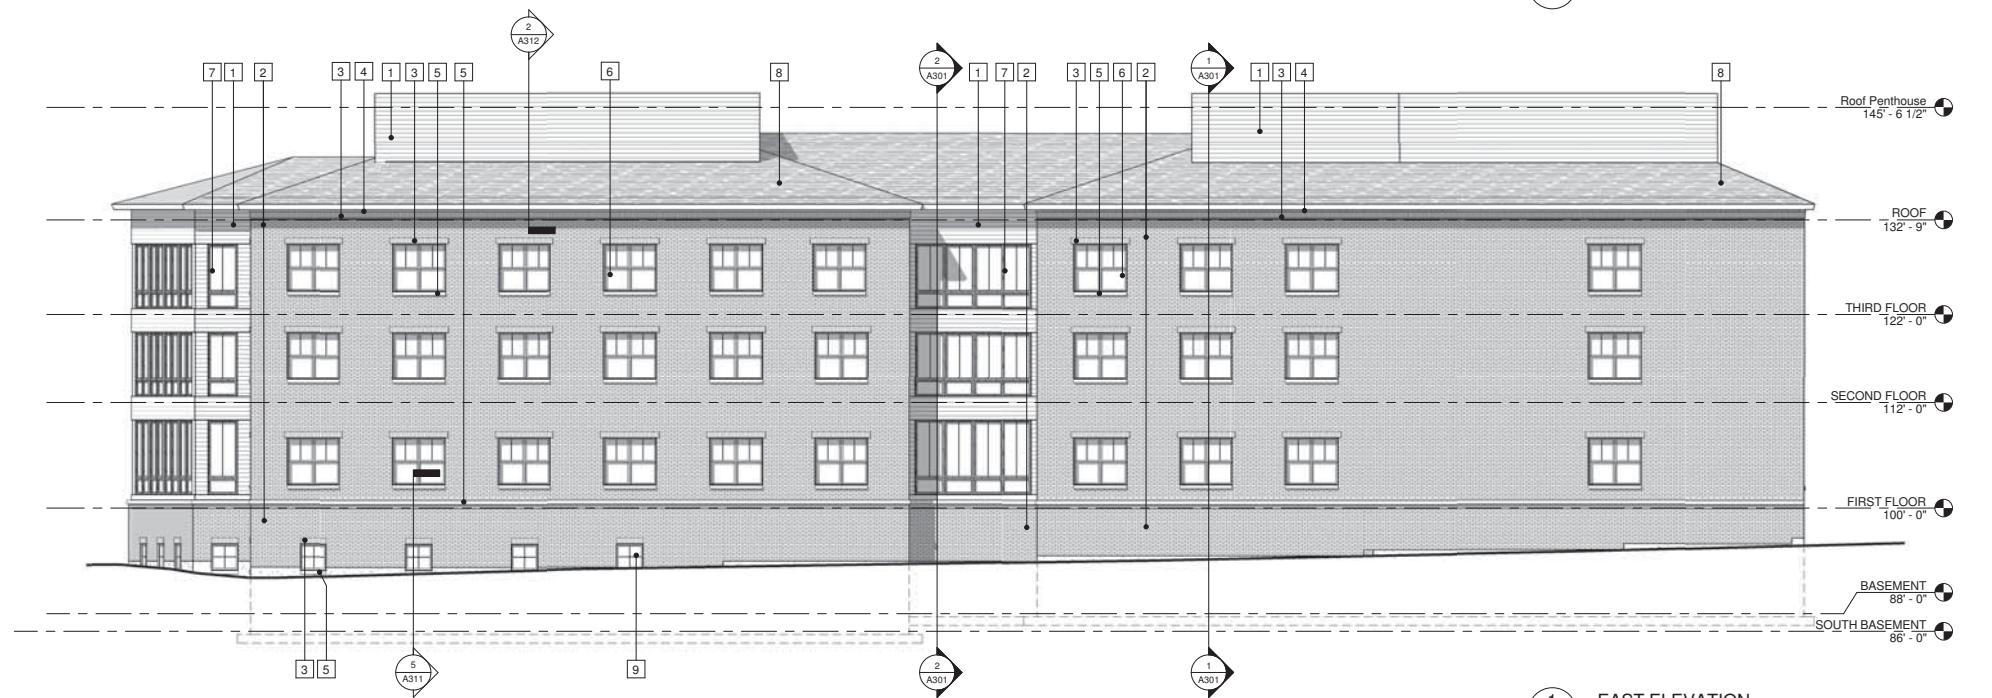 2
A312
7 1 2 3 4 1 3 5 5 6 8
2
A301
1 7 2 3 5 6 2
1
A301
1 3 4 8
Roof Penthouse
145' - 6 1/2"
ROOF
132' - 9"
THIRD FLOOR
122' - 0"
SECOND FLOOR
112' - 0"
FIRST FLOOR
100' - 0"
BASEMENT
88' - 0"
SOUTH BASEMENT
86' - 0"
3 5
5
A311
9
2
A301
1
A301
1 EAST ELEVATION